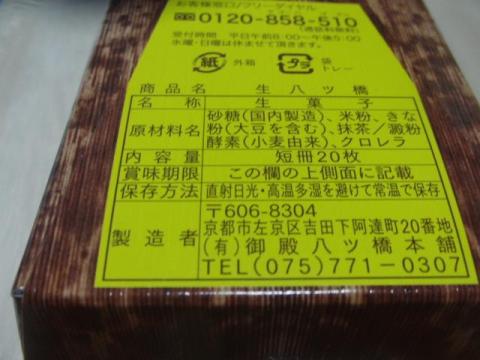 お客様窓口/フリーダイヤル
0120-858-510
(通話料無料)
受付時間 平日午前8:00〜午後5:00
水曜・日曜は休ませて頂きます。
紙 外箱 プラ 袋
トレー
商品名 生八ッ橋
名称 生菓子
原材料名 砂糖(国内製造)、米粉、きな
粉(大豆を含む)、抹茶/澱粉
酵素(小麦由来)、クロレラ
内容量 短冊20枚
賞味期限 この欄の上側面に記載
保存方法 直射日光・高温多湿を避けて常温で保存
製造者 〒606-8304
京都市左京区吉田下阿達町20番地
(有)御殿八ッ橋本舗
TEL(075)771-0307